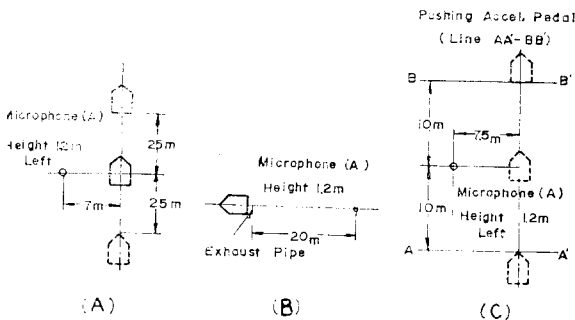 Microphone (A)
Height 1.2m
Left
7m
25m
25m
(A)
Microphone (A)
Height 1.2m
20m
Exhaust Pipe
(B)
Pushing Accel. Pedal
(Line AA'-BB')
B B'
10m
7.5m
10m
Microphone (A)
Height 1.2m
Left
A A'
(C)